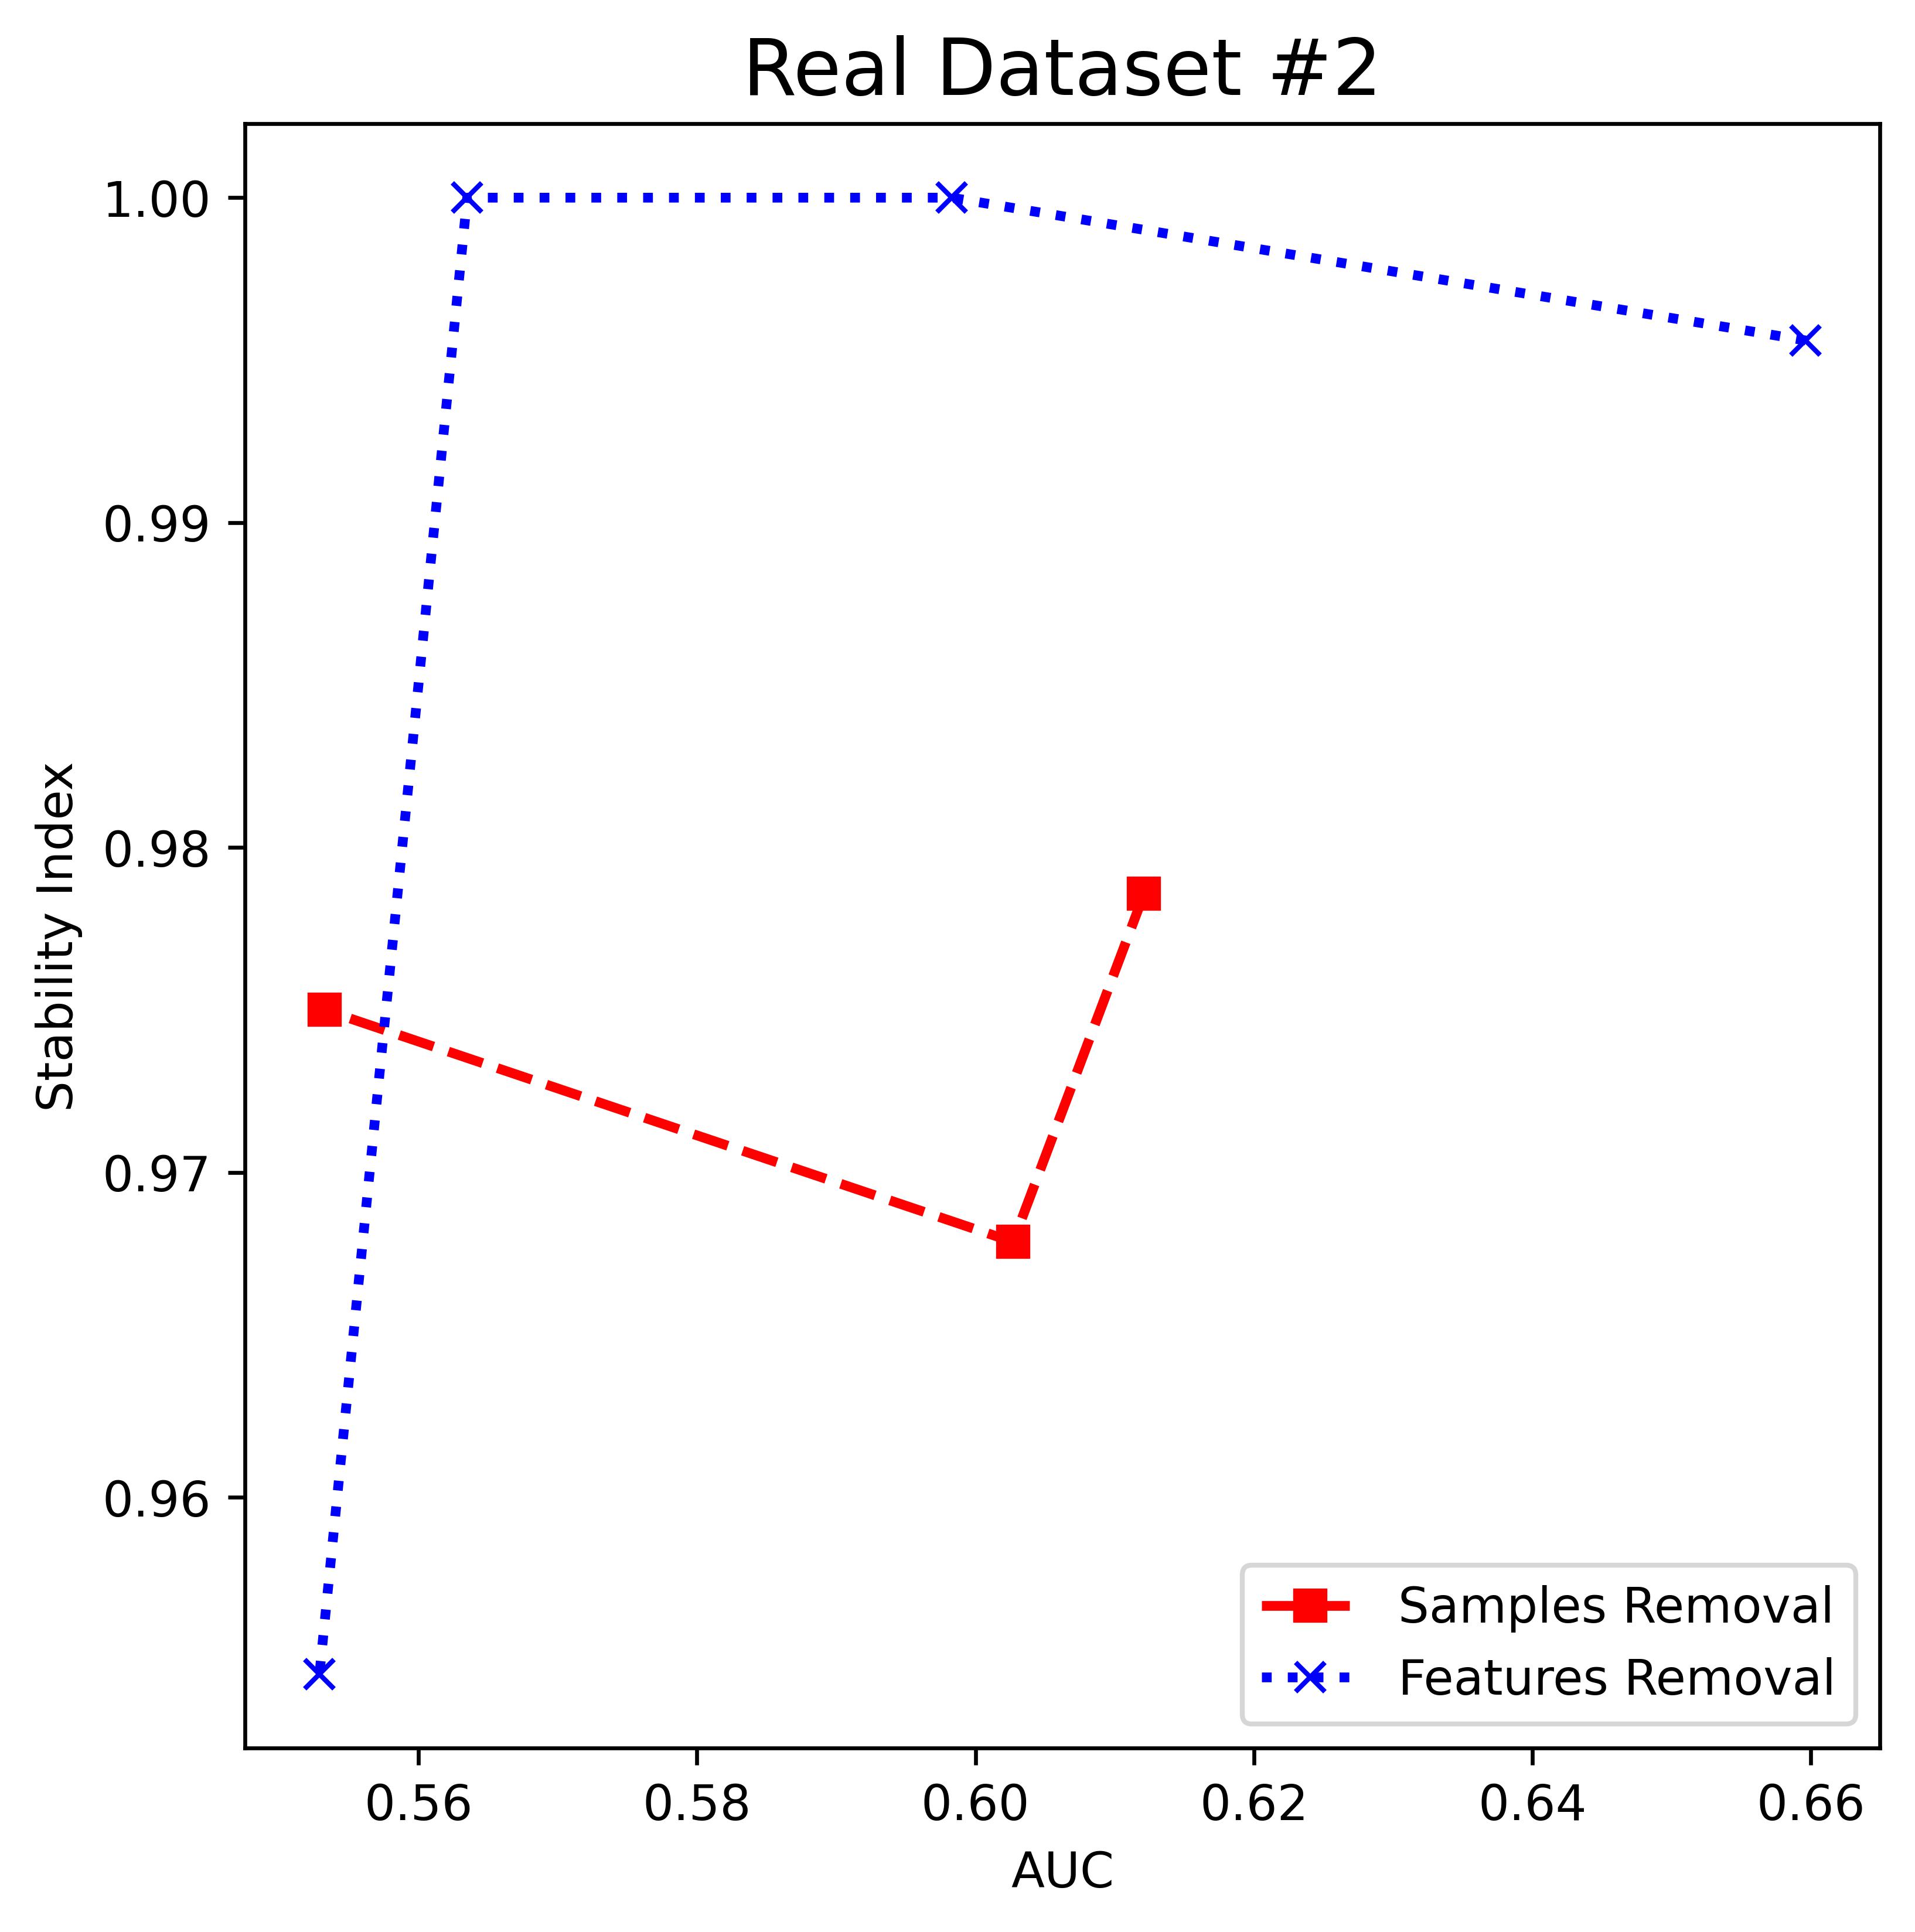 Real Dataset #2
1.00
0.99
0.98
0.97
0.96
Stability Index
Samples Removal
Features Removal
0.56 0.58 0.60 0.62 0.64 0.66
AUC